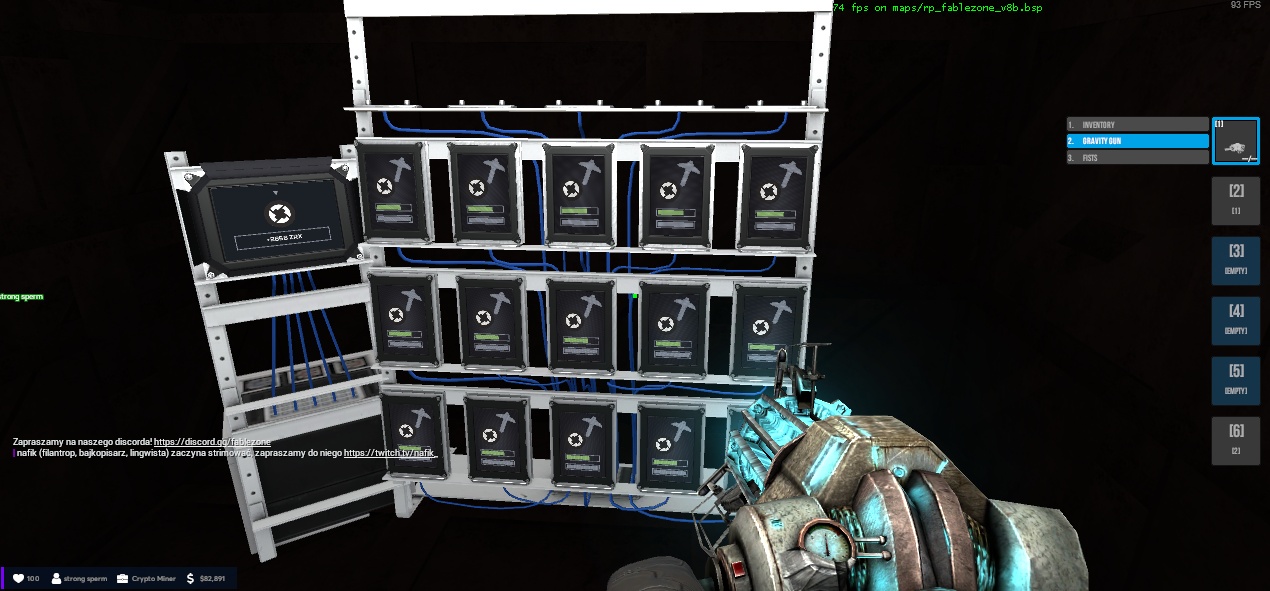 74 fps on maps/rp_fablezone_v8b.bsp
93 FPS
1. INVENTORY
2. GRAVITY GUN
3. FISTS
[1]
[2]
[1]
[3]
[EMPTY]
[4]
[EMPTY]
[5]
[EMPTY]
[6]
[2]
strong sperm
Zapraszamy na naszego discorda! https://discord.gg/fablezone
nafik (filantrop, bajkopisarz, lingwista) zaczyna strimować, zapraszamy do niego https://twitch.tv/nafik_
100 strong sperm Crypto Miner $ $82,891